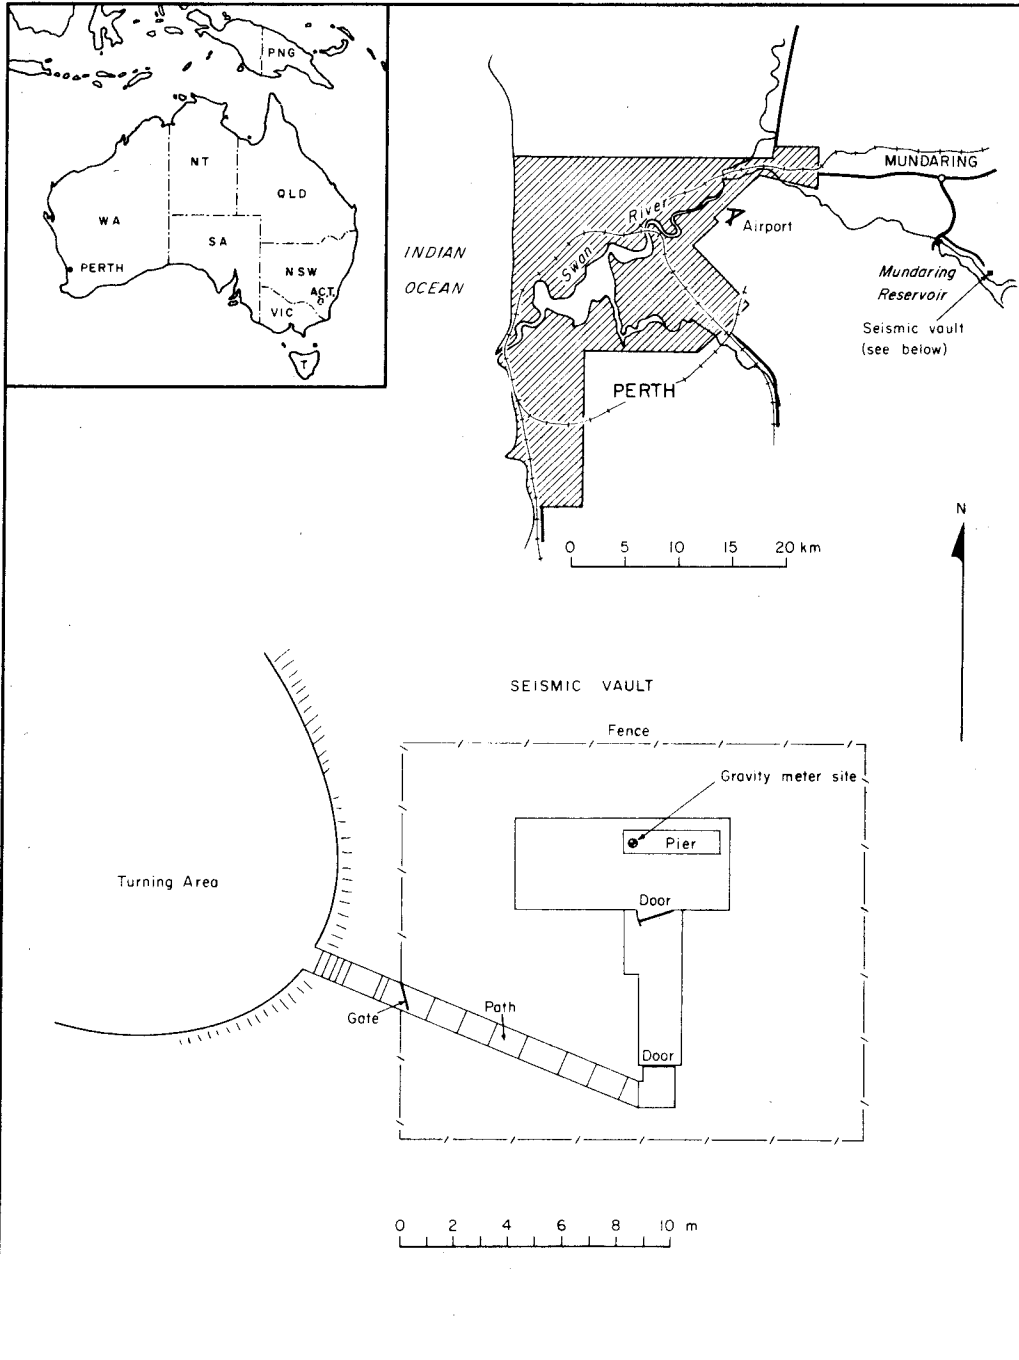 PNG
NT
QLD
WA
SA
PERTH
NSW
A.C.T.
VIC
T
MUNDARING
Swan River
Airport
INDIAN
OCEAN
Mundaring
Reservoir
Seismic vault
(see below)
PERTH
N
0 5 10 15 20 km
SEISMIC VAULT
Fence
Gravity meter site
Pier
Turning Area
Door
Path
Gate
Door
0 2 4 6 8 10 m